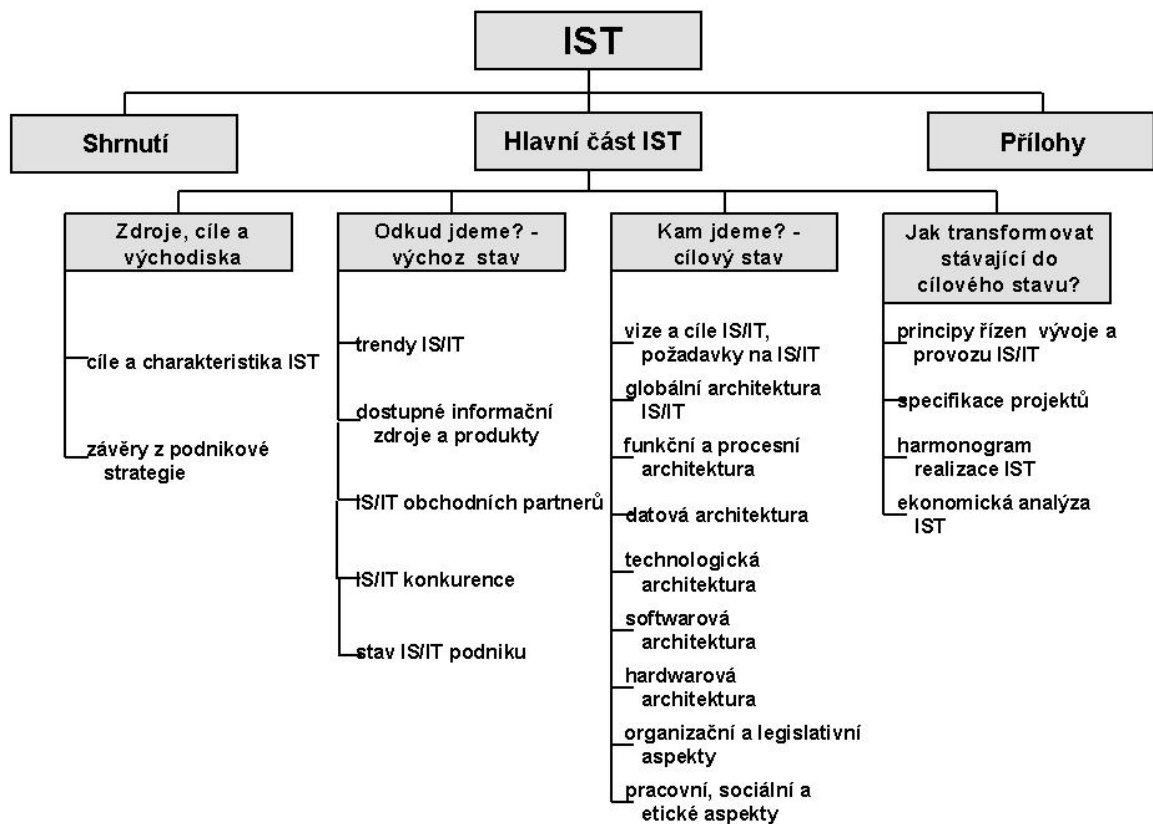 IST
Shrnutí
Hlavní část IST
Přílohy
Zdroje, cíle a
východiska
cíle a charakteristika IST
závěry z podnikové
strategie
Odkud jdeme? -
výchoz stav
trendy IS/IT
dostupné informační
zdroje a produkty
IS/IT obchodních partnerů
IS/IT konkurence
stav IS/IT podniku
Kam jdeme? -
cílový stav
vize a cíle IS/IT,
požadavky na IS/IT
globální architektura
IS/IT
funkční a procesní
architektura
datová architektura
technologická
architektura
softwarová
architektura
hardwarová
architektura
organizační a legislativní
aspekty
pracovní, sociální a
etické aspekty
Jak transformovat
stávající do
cílového stavu?
principy řízen vývoje a
provozu IS/IT
specifikace projektů
harmonogram
realizace IST
ekonomická analýza
IST